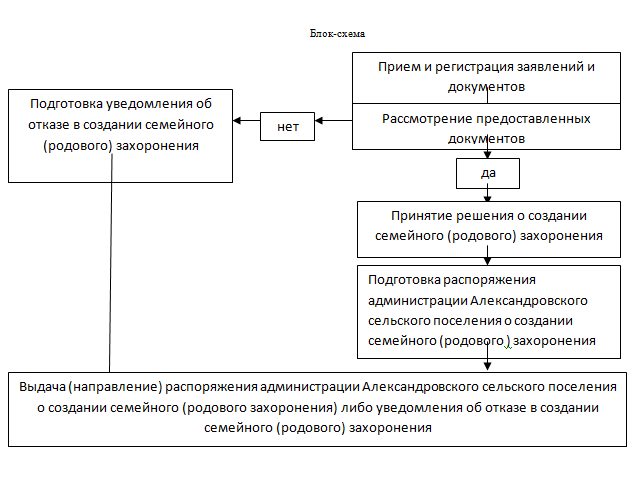 Блок-схема
Прием и регистрация заявлений и
документов
Рассмотрение предоставленных
документов
нет
Подготовка уведомления об
отказе в создании семейного
(родового) захоронения
да
Принятие решения о создании
семейного (родового) захоронения
Подготовка распоряжения
администрации Александровского
сельского поселения о создании
семейного (родового ) захоронения
Выдача (направление) распоряжения администрации Александровского сельского поселения
о создании семейного (родового захоронения) либо уведомления об отказе в создании
семейного (родового) захоронения